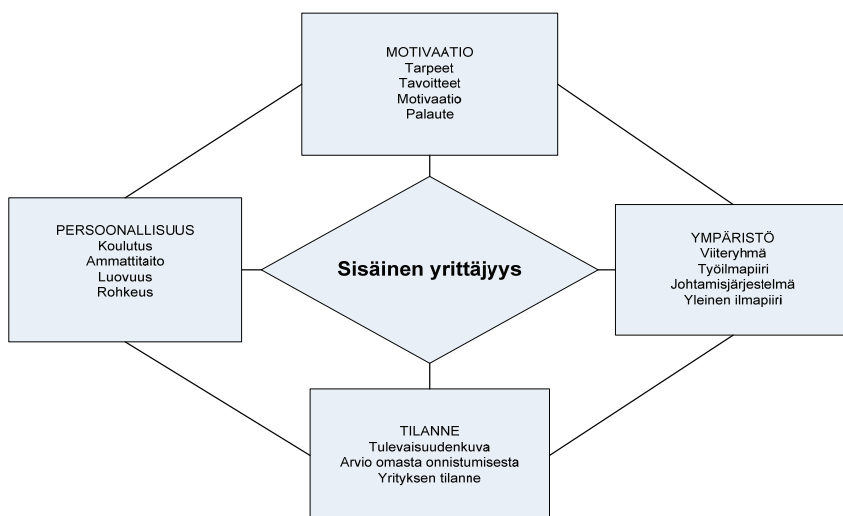 MOTIVAATIO
Tarpeet
Tavoitteet
Motivaatio
Palaute
PERSOONALLISUUS
Koulutus
Ammattitaito
Luovuus
Rohkeus
Sisäinen yrittäjyys
YMPÄRISTÖ
Viiteryhmä
Työilmapiiri
Johtamisjärjestelmä
Yleinen ilmapiiri
TILANNE
Tulevaisuudenkuva
Arvio omasta onnistumisesta
Yrityksen tilanne